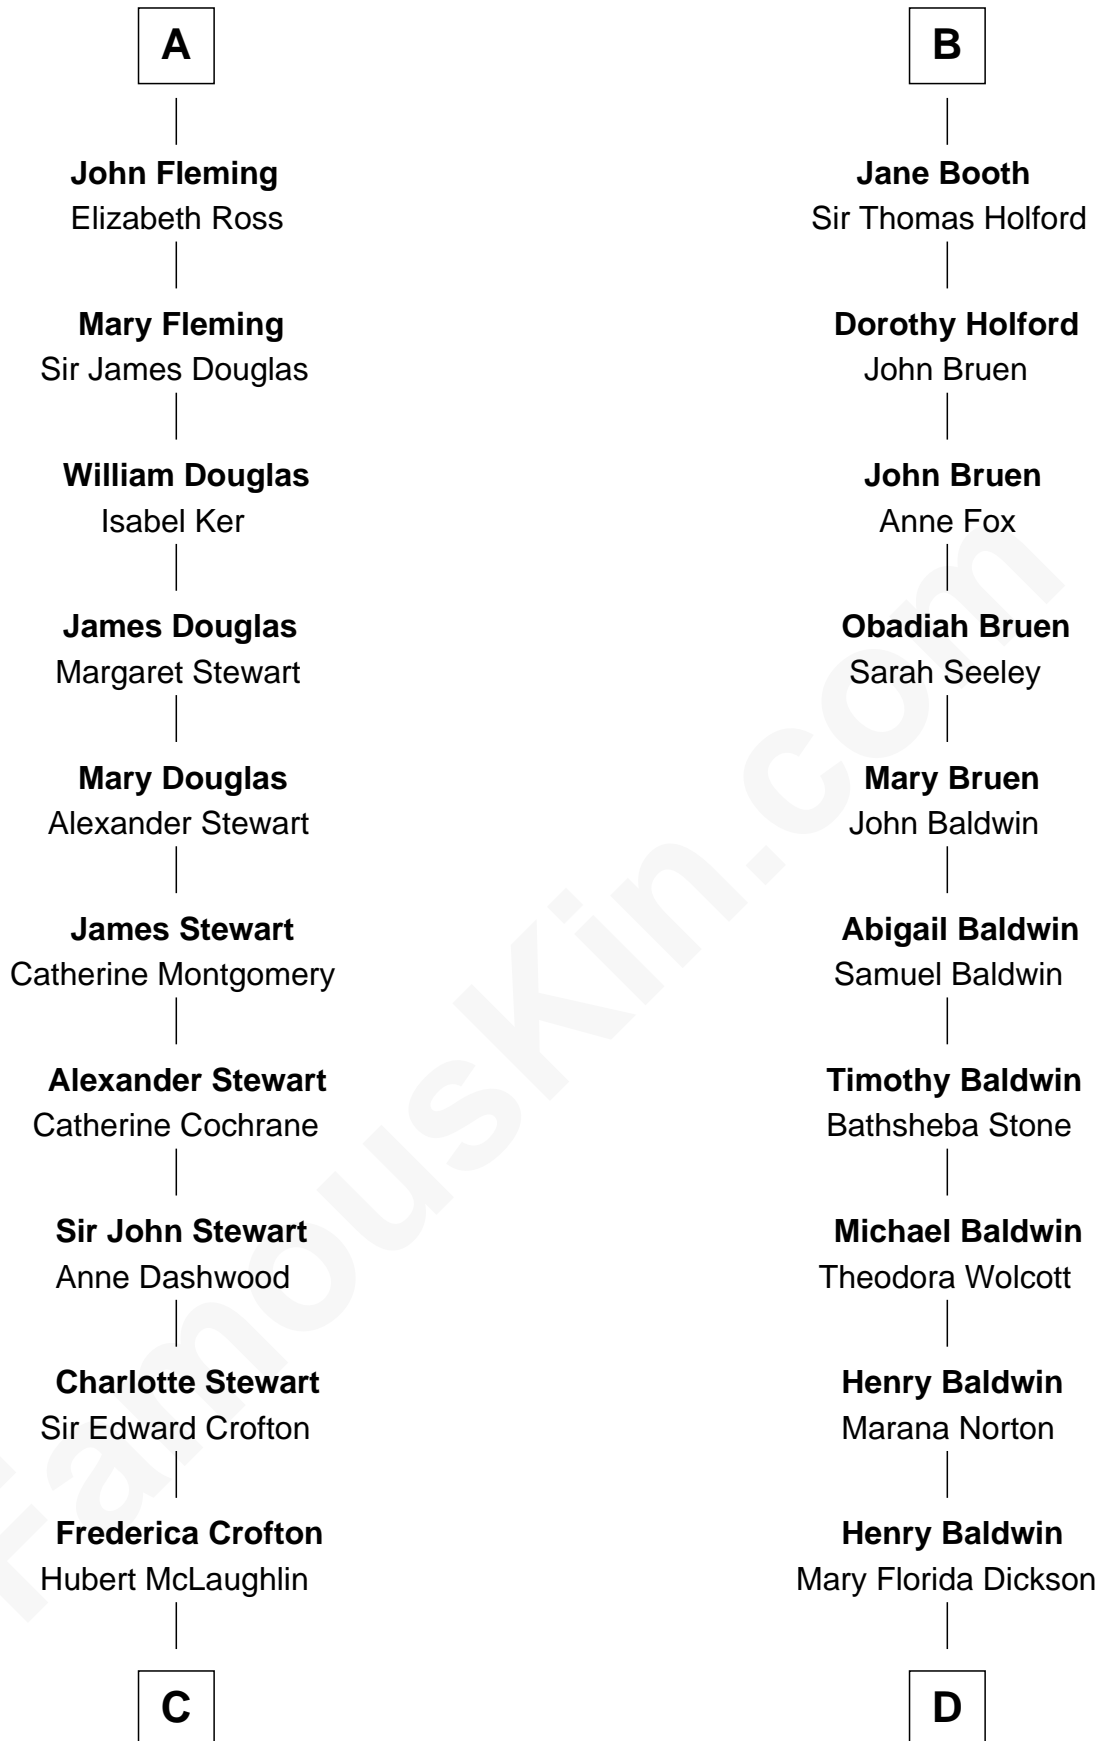 A
John Fleming
Elizabeth Ross
Mary Fleming
Sir James Douglas
William Douglas
Isabel Ker
James Douglas
Margaret Stewart
Mary Douglas
Alexander Stewart
James Stewart
Catherine Montgomery
Alexander Stewart
Catherine Cochrane
Sir John Stewart
Anne Dashwood
Charlotte Stewart
Sir Edward Crofton
Frederica Crofton
Hubert McLaughlin
C
B
Jane Booth
Sir Thomas Holford
Dorothy Holford
John Bruen
John Bruen
Anne Fox
Obadiah Bruen
Sarah Seeley
Mary Bruen
John Baldwin
Abigail Baldwin
Samuel Baldwin
Timothy Baldwin
Bathsheba Stone
Michael Baldwin
Theodora Wolcott
Henry Baldwin
Marana Norton
Henry Baldwin
Mary Florida Dickson
D
FamousKin.com